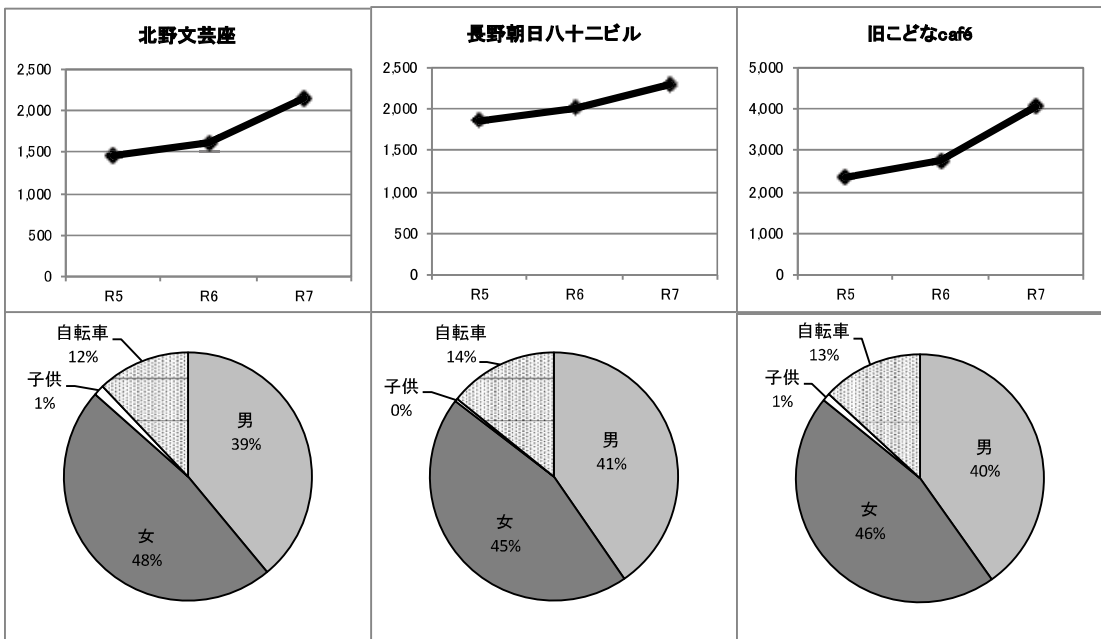 北野文芸座
2,500
2,000
1,500
1,000
500
0
R5
R6
R7
長野朝日八十二ビル
2,500
2,000
1,500
1,000
500
0
R5
R6
R7
旧こどなcafé
5,000
4,000
3,000
2,000
1,000
0
R5
R6
R7
自転車
12%
子供
1%
男
39%
女
48%
自転車
14%
子供
0%
男
41%
女
45%
自転車
13%
子供
1%
男
40%
女
46%